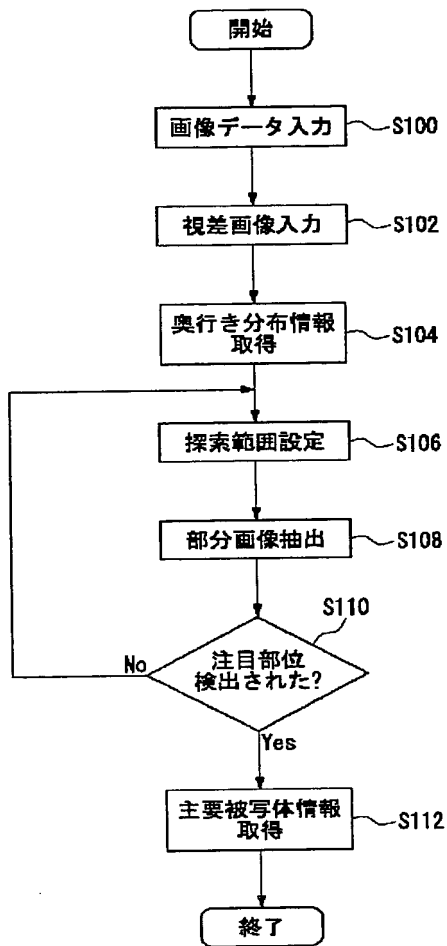 開始
画像データ入力
S100
視差画像入力
S102
奥行き分布情報
取得
S104
探索範囲設定
S106
部分画像抽出
S108
S110
注目部位
検出された?
No
Yes
主要被写体情報
取得
S112
終了